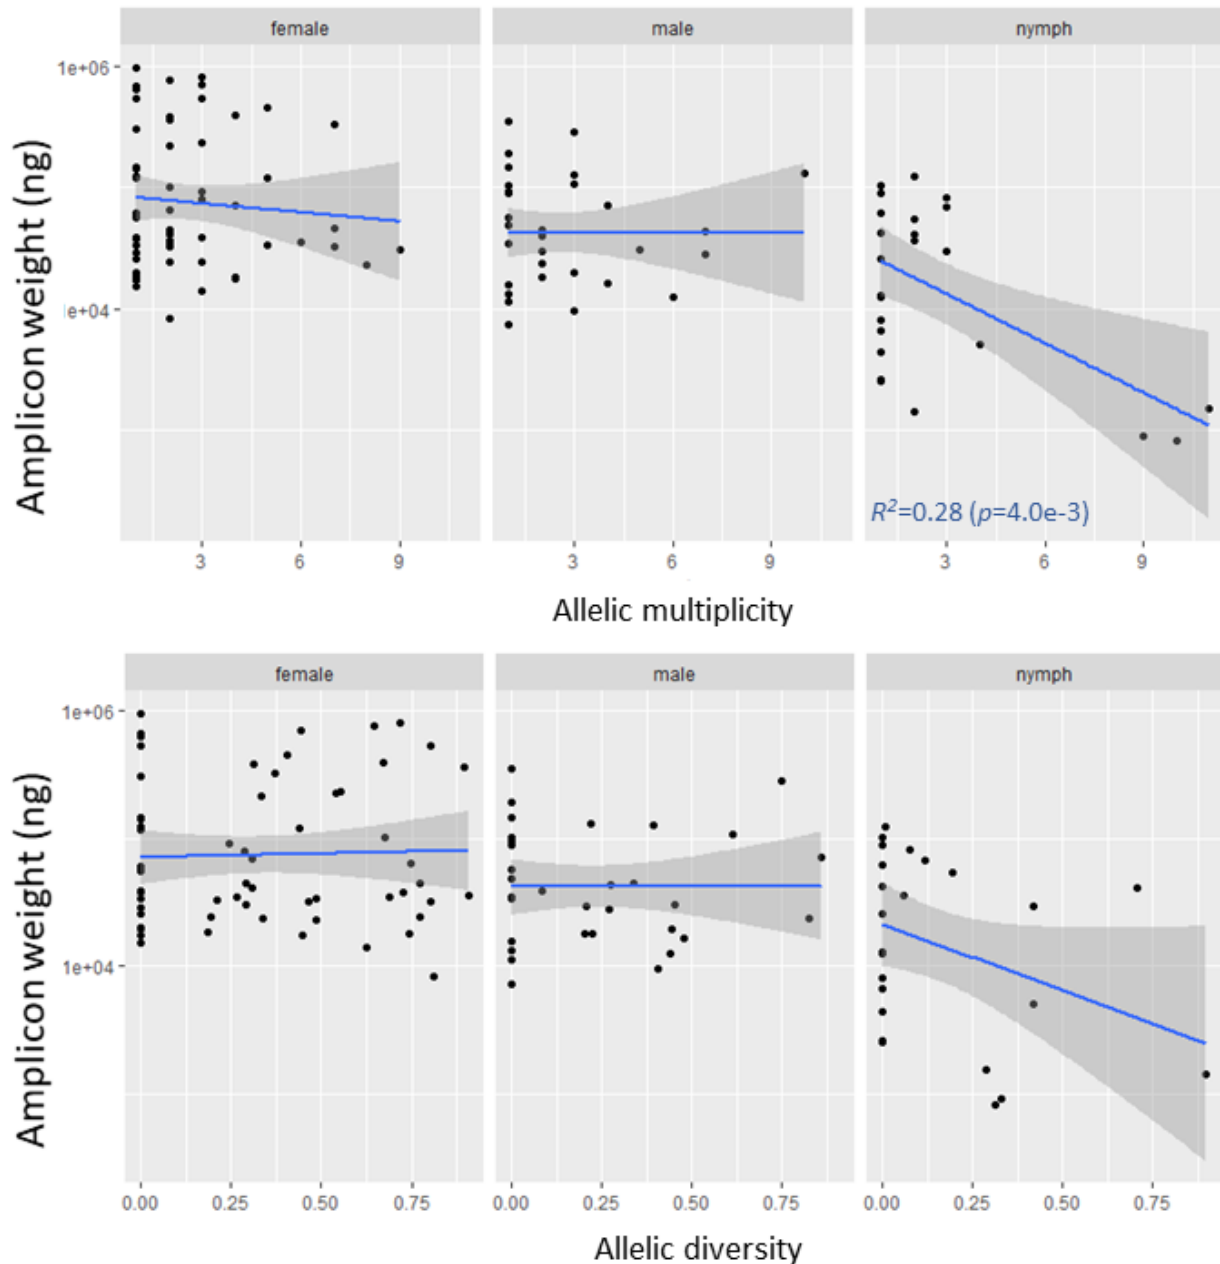 female male nymph
1e+06
le+04
Amplicon weight (ng)
R²=0.28 (p=4.0e-3)
3 6 9 3 6 9 3 6 9
Allelic multiplicity
female male nymph
1e+06
1e+04
Amplicon weight (ng)
0.00 0.25 0.50 0.75 0.00 0.25 0.50 0.75 0.00 0.25 0.50 0.75
Allelic diversity